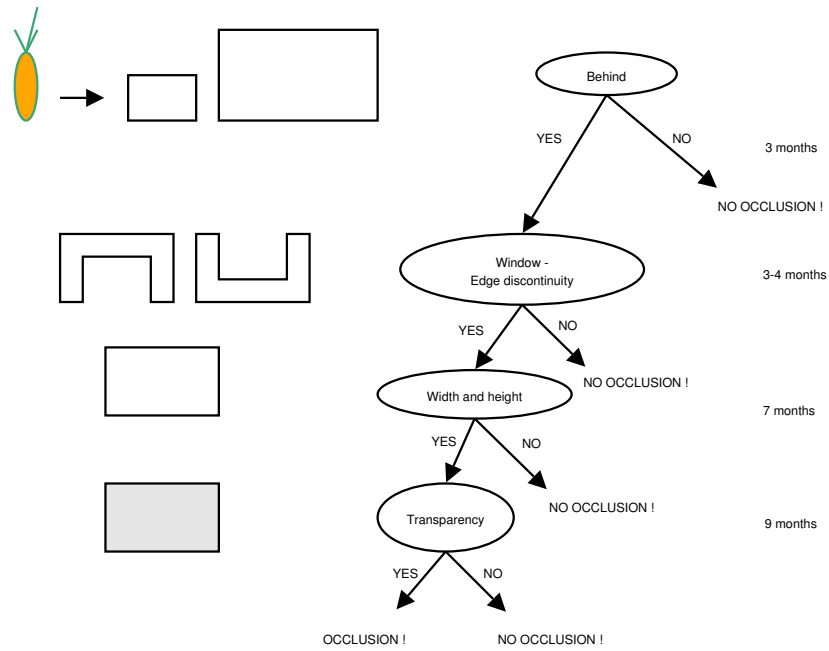 Behind
YES
NO
3 months
NO OCCLUSION !
Window -
Edge discontinuity
3-4 months
YES
NO
NO OCCLUSION !
Width and height
7 months
YES
NO
NO OCCLUSION !
Transparency
9 months
YES
NO
OCCLUSION !
NO OCCLUSION !